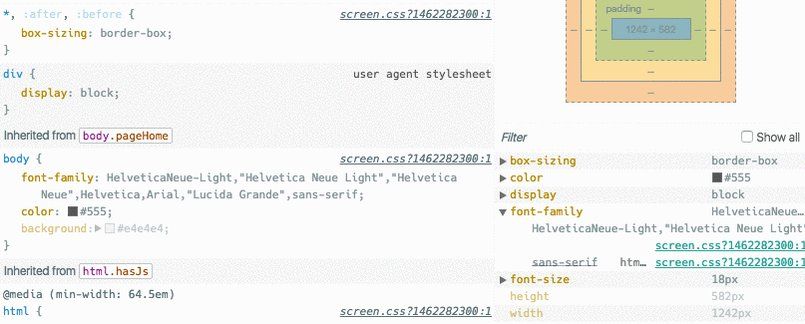 *, :after, :before {
screen.css?1462282300:1
box-sizing: border-box;
}
div {
user agent stylesheet
display: block;
}
Inherited from body.pageHome
body {
screen.css?1462282300:1
font-family: HelveticaNeue-Light,"Helvetica Neue Light","Helvetica
Neue",Helvetica,Arial,"Lucida Grande",sans-serif;
color: #555;
background: #e4e4e4;
}
Inherited from html.hasJs
@media (min-width: 64.5em)
html {
screen.css?1462282300:1
padding
1242 × 582
Filter
Show all
box-sizing border-box
color #555
display block
font-family HelveticaNeue…
HelveticaNeue-Light,"Helvetica Neue Light"
screen.css?1462282300:1
sans-serif htm… screen.css?1462282300:1
font-size 18px
height 582px
width 1242px